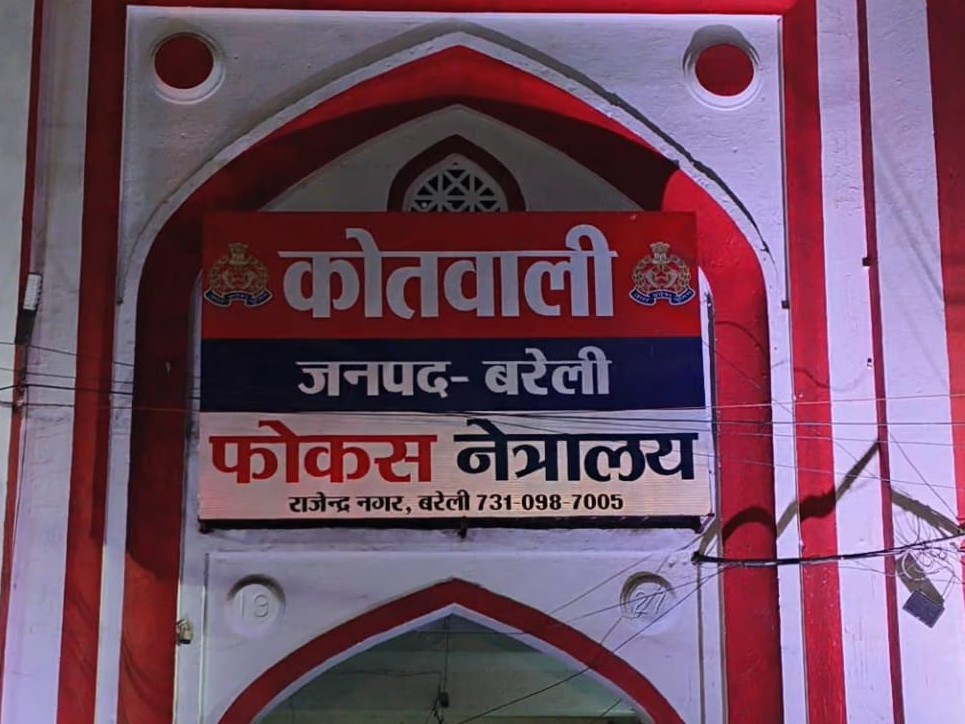 कोतवाली
जनपद- बरेली
फोकस नेत्रालय
राजेन्द्र नगर, बरेली 731-098-7005
19 27